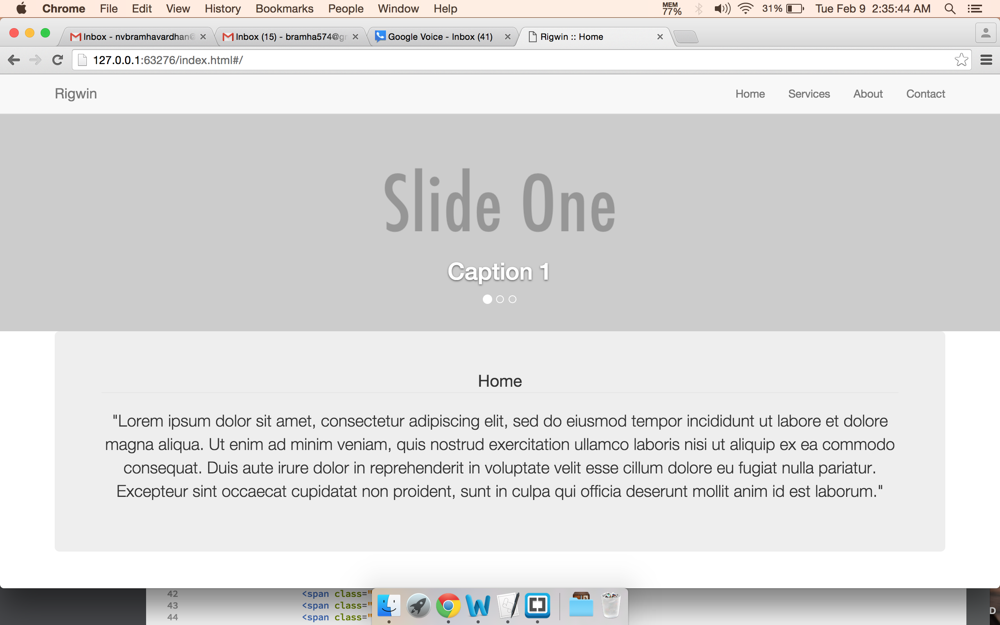 Chrome File Edit View History Bookmarks People Window Help MEM 77% 31% Tue Feb 9 2:35:44 AM
Inbox - nvbramhavardhan@ Inbox (15) - bramha574@gr Google Voice - Inbox (41) Rigwin :: Home
127.0.0.1:63276/index.html#/
Rigwin Home Services About Contact
Slide One
Caption 1
Home
"Lorem ipsum dolor sit amet, consectetur adipiscing elit, sed do eiusmod tempor incididunt ut labore et dolore
magna aliqua. Ut enim ad minim veniam, quis nostrud exercitation ullamco laboris nisi ut aliquip ex ea commodo
consequat. Duis aute irure dolor in reprehenderit in voluptate velit esse cillum dolore eu fugiat nulla pariatur.
Excepteur sint occaecat cupidatat non proident, sunt in culpa qui officia deserunt mollit anim id est laborum."
42 <span class="
43 <span class="
44 <span class="
D